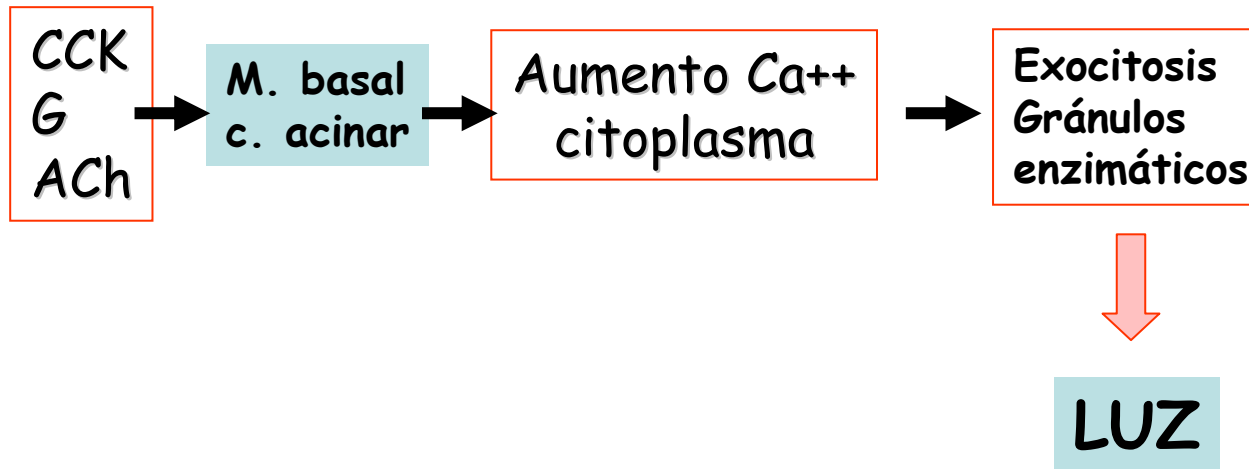 CCK
G
ACh
M. basal
c. acinar
Aumento Ca++
citoplasma
Exocitosis
Gránulos
enzimáticos
LUZ